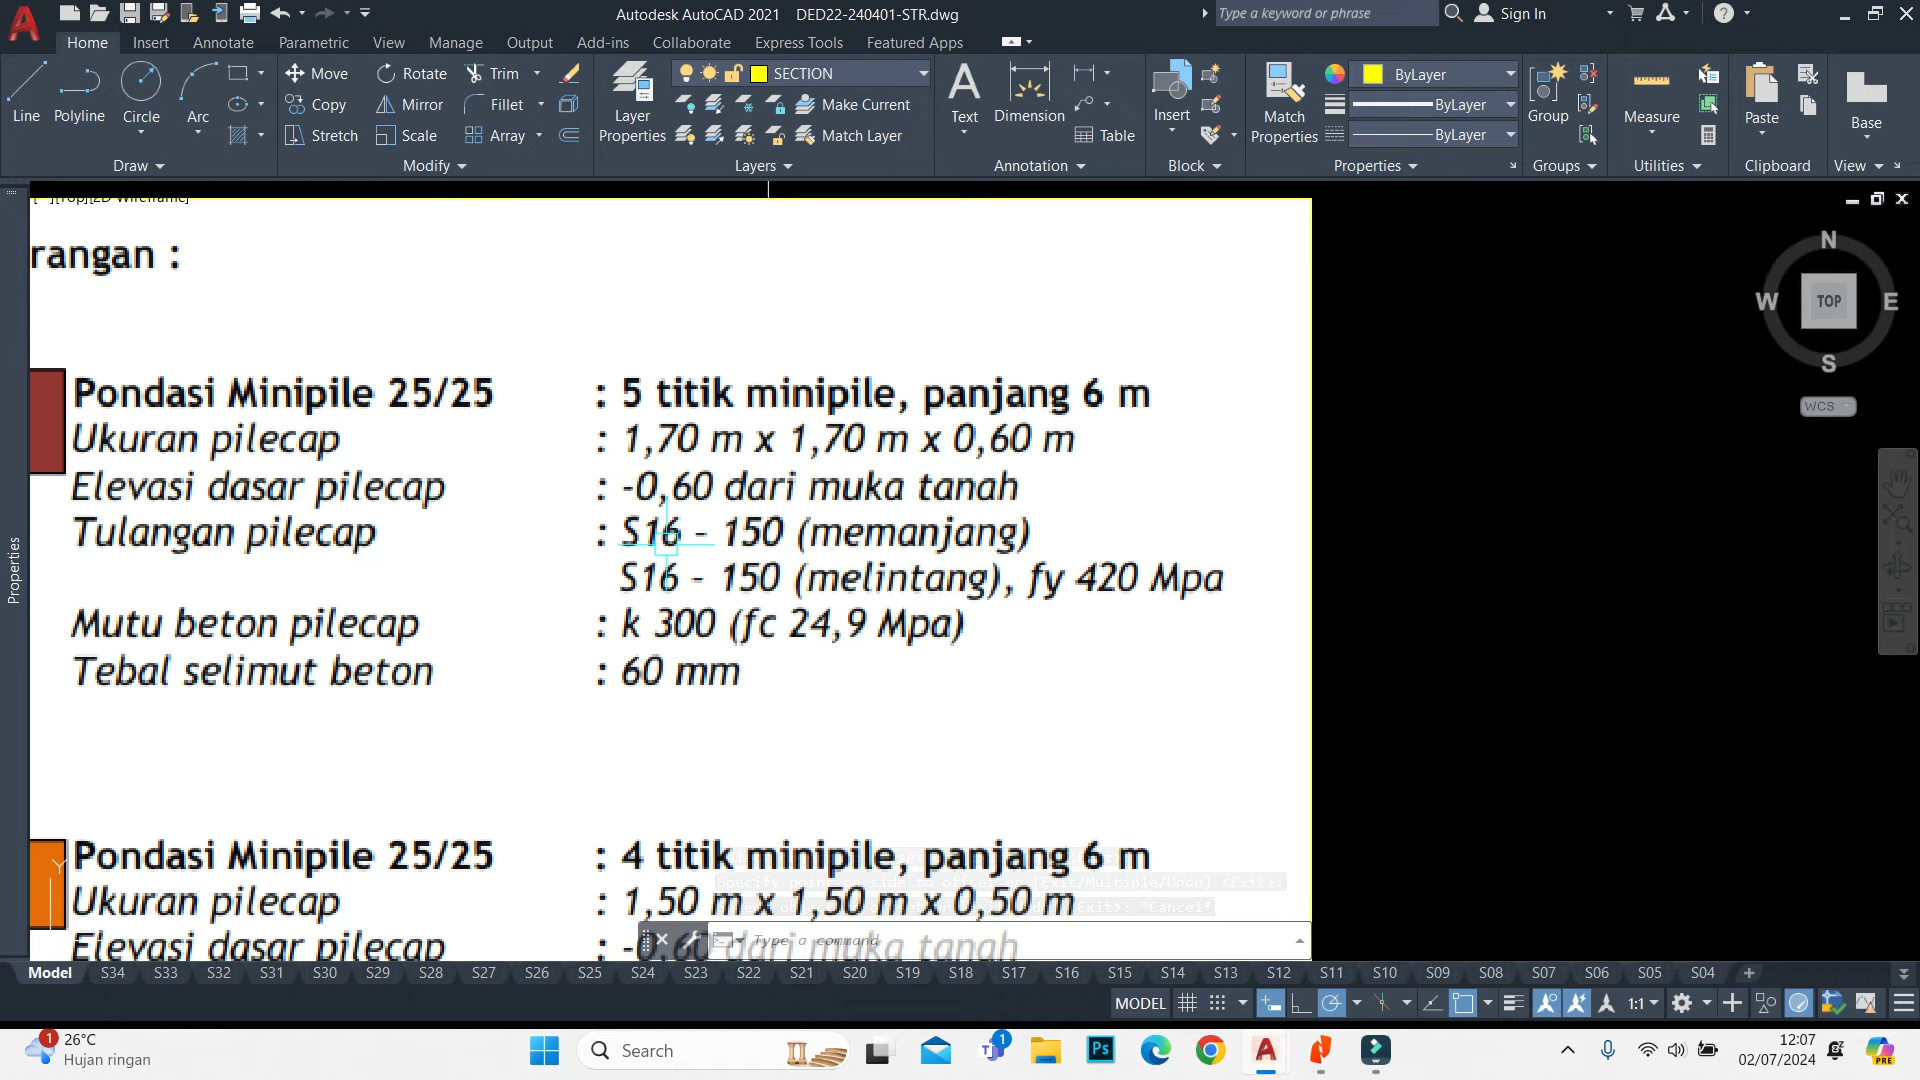 Autodesk AutoCAD 2021 DED22-240401-STR.dwg
Type a keyword or phrase
Sign In
Home Insert Annotate Parametric View Manage Output Add-ins Collaborate Express Tools Featured Apps
Line Polyline Circle Arc
Move Rotate Trim
Copy Mirror Fillet
Stretch Scale Array
Layer Properties
SECTION
Make Current
Match Layer
Text Dimension Table
Insert
Match Properties
ByLayer
ByLayer
ByLayer
Group Measure Paste Base
Draw Modify Layers Annotation Block Properties Groups Utilities Clipboard View
Properties
rangan :
Pondasi Minipile 25/25 : 5 titik minipile, panjang 6 m
Ukuran pilecap : 1,70 m x 1,70 m x 0,60 m
Elevasi dasar pilecap : -0,60 dari muka tanah
Tulangan pilecap : S16 - 150 (memanjang)
S16 - 150 (melintang), fy 420 Mpa
Mutu beton pilecap : k 300 (fc 24,9 Mpa)
Tebal selimut beton : 60 mm
Pondasi Minipile 25/25 : 4 titik minipile, panjang 6 m
Ukuran pilecap : 1,50 m x 1,50 m x 0,50 m
Elevasi dasar pilecap : -0,60 dari muka tanah
Type a command
N
W TOP E
S
WCS
Y
Model S34 S33 S32 S31 S30 S29 S28 S27 S26 S25 S24 S23 S22 S21 S20 S19 S18 S17 S16 S15 S14 S13 S12 S11 S10 S09 S08 S07 S06 S05 S04
MODEL 1:1
1 26°C
Hujan ringan
Search
1
Ps
PRE
12:07
02/07/2024